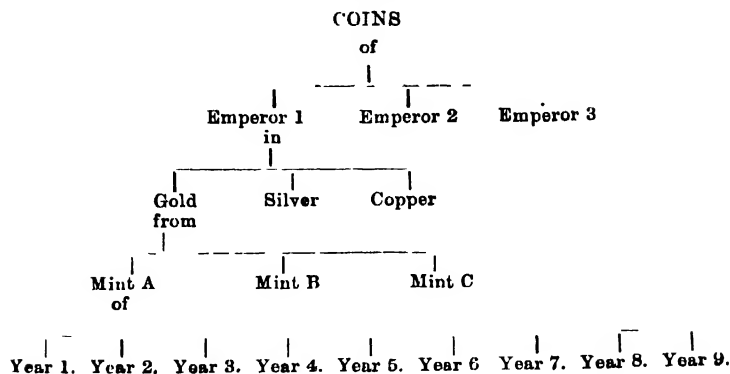 COINS
of
Emperor 1 Emperor 2 Emperor 3
in
Gold Silver Copper
from
Mint A Mint B Mint C
of
Year 1. Year 2. Year 3. Year 4. Year 5. Year 6 Year 7. Year 8. Year 9.